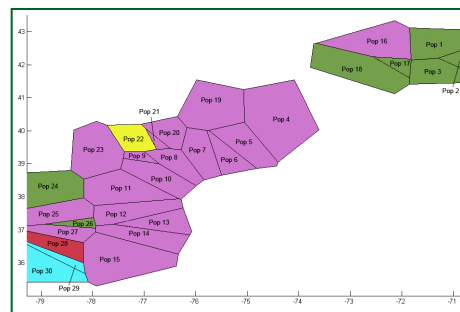 43
42
41
40
39
38
37
36
35
-79
-78
-77
-76
-75
-74
-73
-72
-71
Pop 16
Pop 1
Pop 17
Pop 18
Pop 3
Pop 2
Pop 19
Pop 4
Pop 21
Pop 20
Pop 22
Pop 23
Pop 5
Pop 7
Pop 9
Pop 8
Pop 6
Pop 10
Pop 24
Pop 11
Pop 25
Pop 12
Pop 13
Pop 26
Pop 27
Pop 14
Pop 28
Pop 15
Pop 30
Pop 29